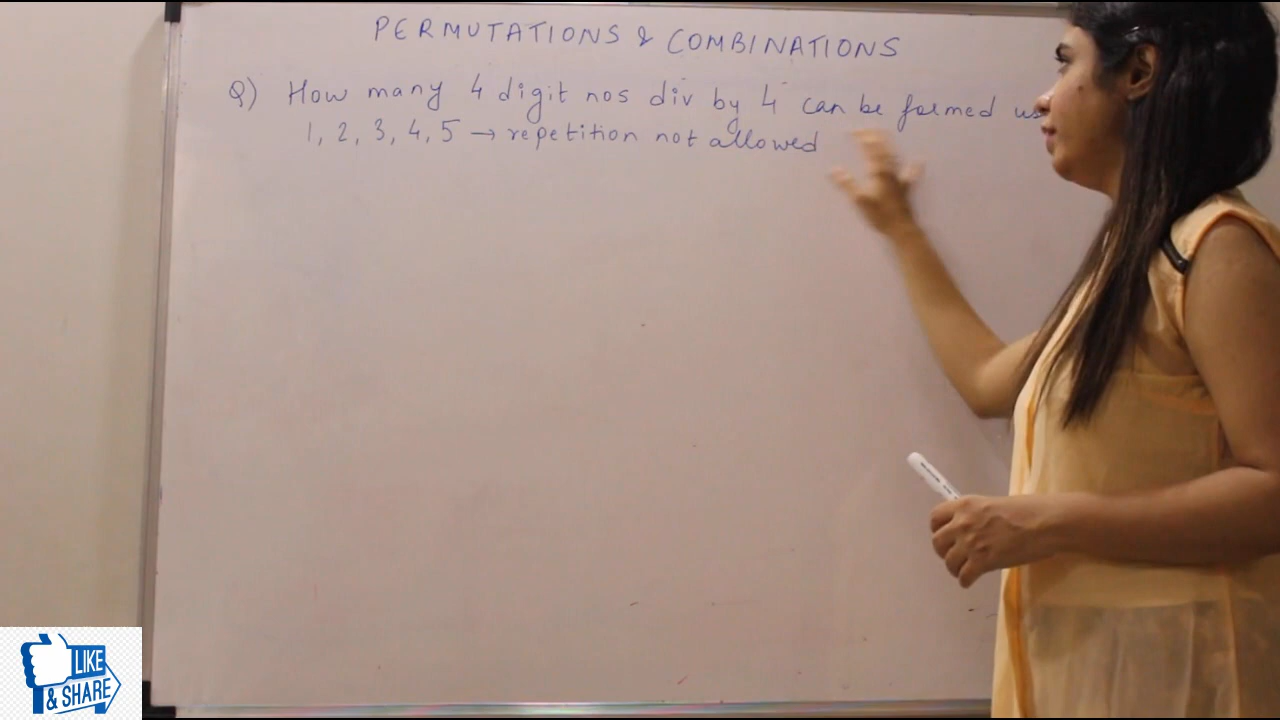 PERMUTATIONS & COMBINATIONS
Q) How many 4 digit nos div by 4 can be formed
1, 2, 3, 4, 5 → repetition not allowed
LIKE
& SHARE